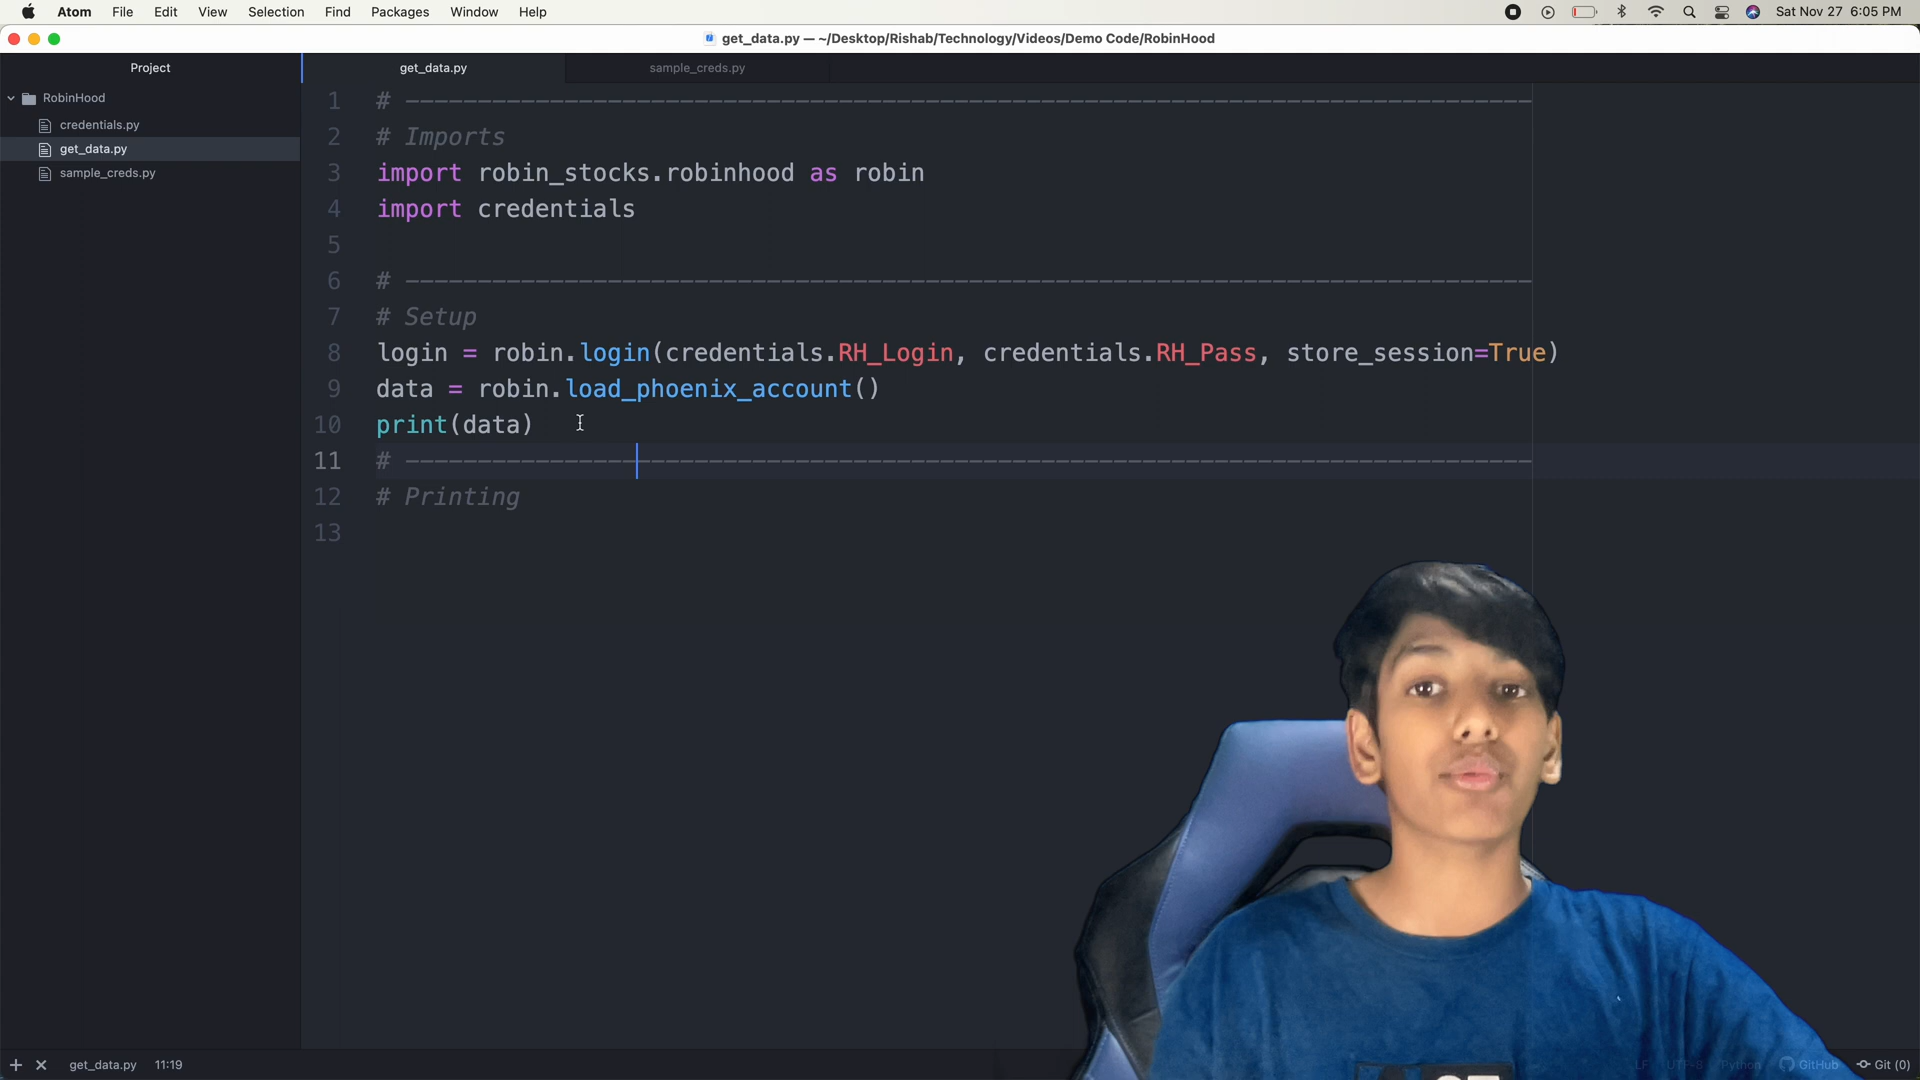 Atom File Edit View Selection Find Packages Window Help Sat Nov 27 6:05 PM
get_data.py — ~/Desktop/Rishab/Technology/Videos/Demo Code/RobinHood
Project get_data.py sample_creds.py
RobinHood
credentials.py
get_data.py
sample_creds.py
1 # ------------------------------------------------------------------------------
2 # Imports
3 import robin_stocks.robinhood as robin
4 import credentials
5
6 # ------------------------------------------------------------------------------
7 # Setup
8 login = robin.login(credentials.RH_Login, credentials.RH_Pass, store_session=True)
9 data = robin.load_phoenix_account()
10 print(data)
11 # ------------------------------------------------------------------------------
12 # Printing
13
get_data.py 11:19 LF UTF-8 Python GitHub Git (0)